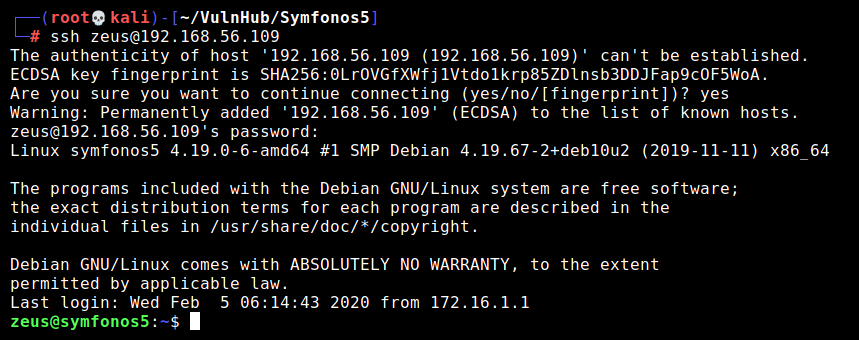 ┌──(root💀kali)-[~/VulnHub/Symfonos5]
└─# ssh zeus@192.168.56.109
The authenticity of host '192.168.56.109 (192.168.56.109)' can't be established.
ECDSA key fingerprint is SHA256:0LrOVGfXWfj1Vtdo1krp85ZDlnsb3DDJFap9cOF5WoA.
Are you sure you want to continue connecting (yes/no/[fingerprint])? yes
Warning: Permanently added '192.168.56.109' (ECDSA) to the list of known hosts.
zeus@192.168.56.109's password:
Linux symfonos5 4.19.0-6-amd64 #1 SMP Debian 4.19.67-2+deb10u2 (2019-11-11) x86_64
The programs included with the Debian GNU/Linux system are free software;
the exact distribution terms for each program are described in the
individual files in /usr/share/doc/*/copyright.
Debian GNU/Linux comes with ABSOLUTELY NO WARRANTY, to the extent
permitted by applicable law.
Last login: Wed Feb  5 06:14:43 2020 from 172.16.1.1
zeus@symfonos5:~$